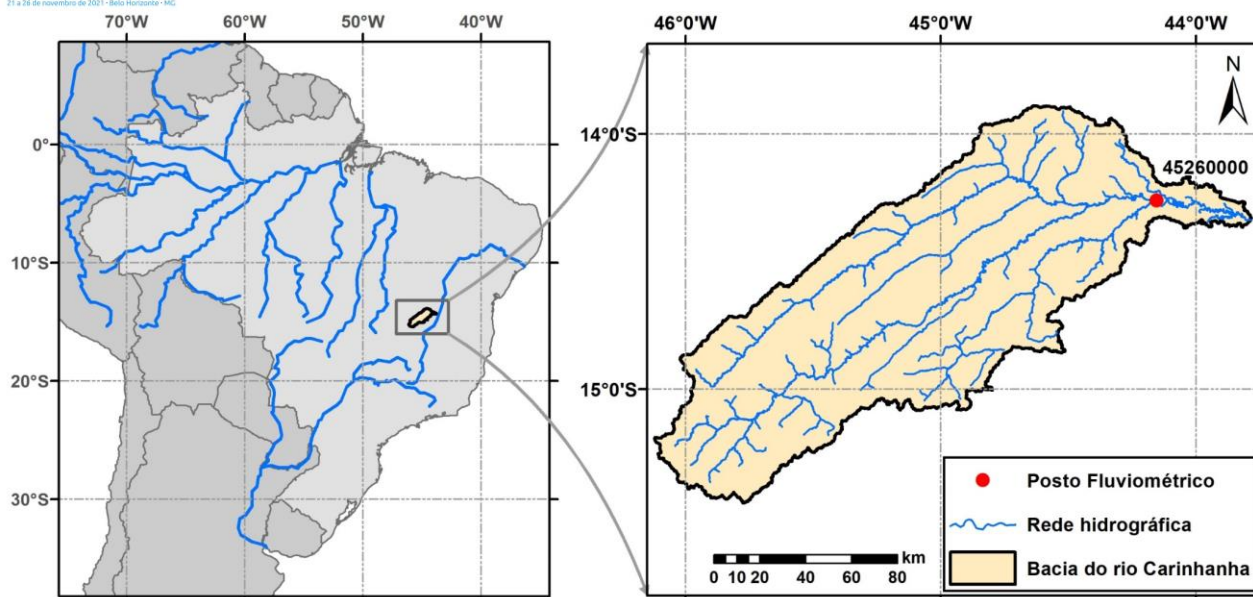 21 a 26 de novembro de 2021 • Belo Horizonte • MG
70°W 60°W 50°W 40°W
0°
10°S
20°S
30°S
46°0'W 45°0'W 44°0'W
N
14°0'S
45260000
15°0'S
Posto Fluviométrico
Rede hidrográfica
Bacia do rio Carinhanha
km
0 10 20 40 60 80